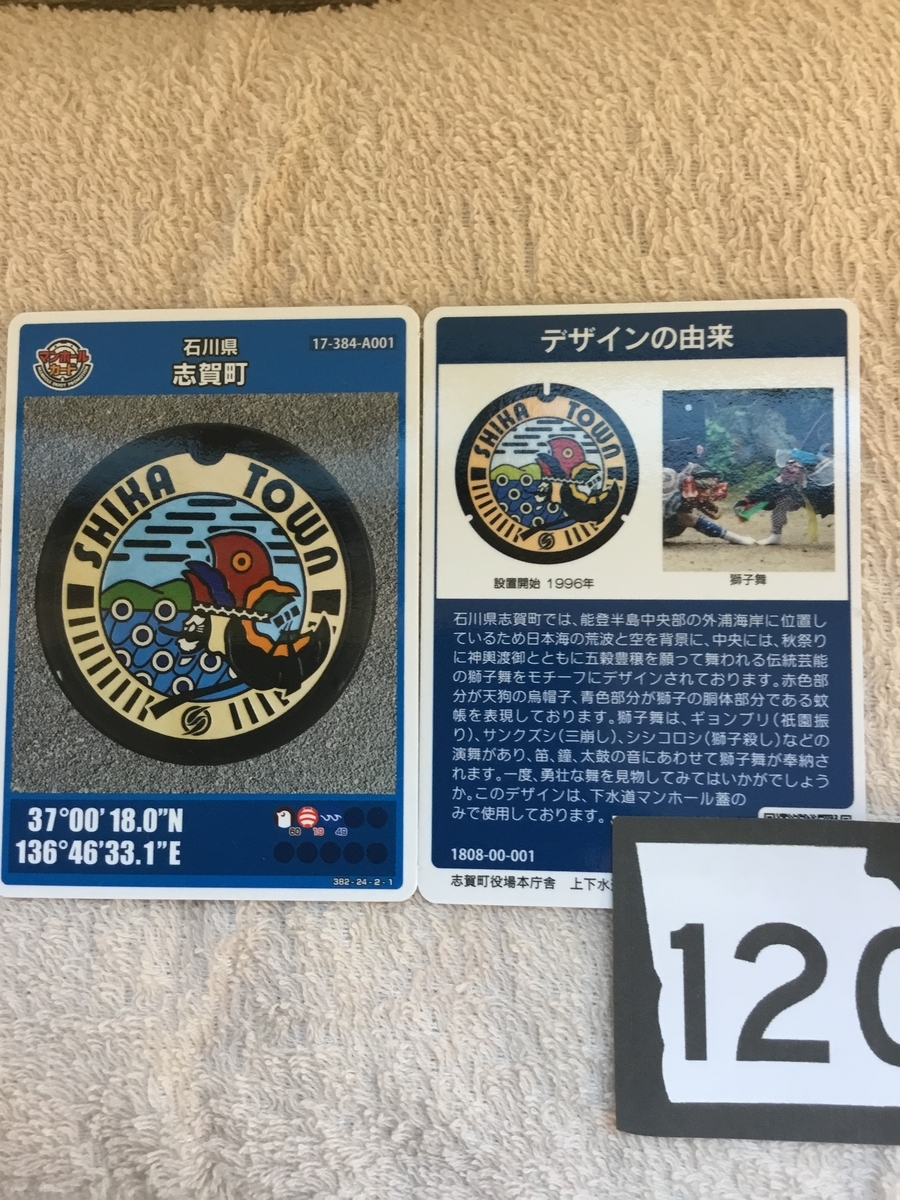 マンホール
カード
石川県
志賀町
17-384-A001
SHIKA TOWN
37°00'18.0"N
136°46'33.1"E
60 19 49
382-24-2-1
デザインの由来
SHIKA TOWN
設置開始 1996年
獅子舞
石川県志賀町では、能登半島中央部の外浦海岸に位置し
ているため日本海の荒波と空を背景に、中央には、秋祭り
に神輿渡御とともに五穀豊穣を願って舞われる伝統芸能
の獅子舞をモチーフにデザインされております。赤色部
分が天狗の烏帽子、青色部分が獅子の胴体部分である蚊
帳を表現しております。獅子舞は、ギョンブリ(祇園振
り)、サンクズシ(三崩し)、シシコロシ(獅子殺し)などの
演舞があり、笛、鐘、太鼓の音にあわせて獅子舞が奉納さ
れます。一度、勇壮な舞を見物してみてはいかがでしょう
か。このデザインは、下水道マンホール蓋の
みで使用しております。
1808-00-001
志賀町役場本庁舎 上下水
120